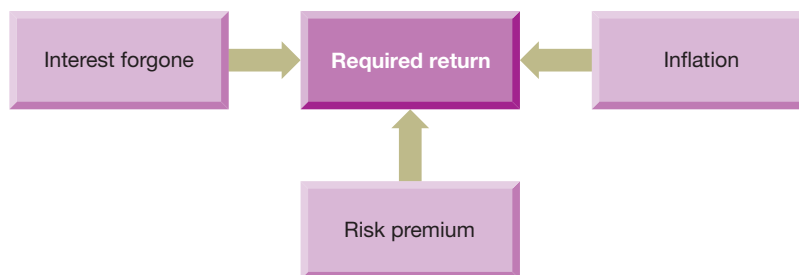 Interest forgone
Required return
Inflation
Risk premium